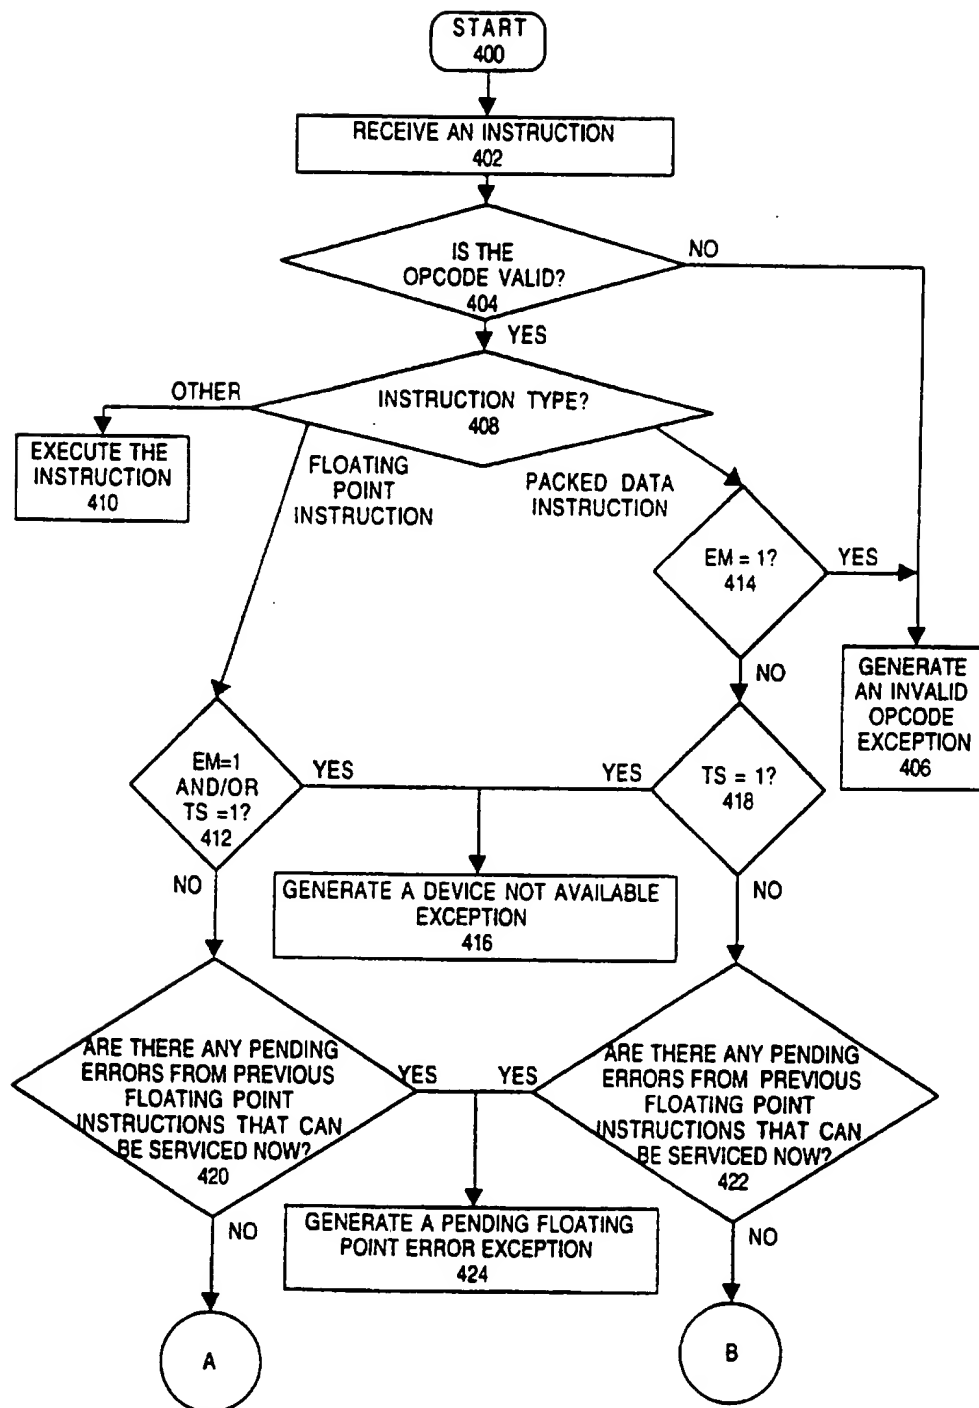 START
400
RECEIVE AN INSTRUCTION
402
IS THE
OPCODE VALID?
404
NO
YES
OTHER
INSTRUCTION TYPE?
408
EXECUTE THE
INSTRUCTION
410
FLOATING
POINT
INSTRUCTION
PACKED DATA
INSTRUCTION
EM = 1?
414
YES
NO
GENERATE
AN INVALID
OPCODE
EXCEPTION
406
EM=1
AND/OR
TS =1?
412
YES
YES
TS = 1?
418
NO
GENERATE A DEVICE NOT AVAILABLE
EXCEPTION
416
NO
ARE THERE ANY PENDING
ERRORS FROM PREVIOUS
FLOATING POINT
INSTRUCTIONS THAT CAN
BE SERVICED NOW?
420
YES
YES
ARE THERE ANY PENDING
ERRORS FROM PREVIOUS
FLOATING POINT
INSTRUCTIONS THAT CAN
BE SERVICED NOW?
422
NO
GENERATE A PENDING FLOATING
POINT ERROR EXCEPTION
424
NO
A
B